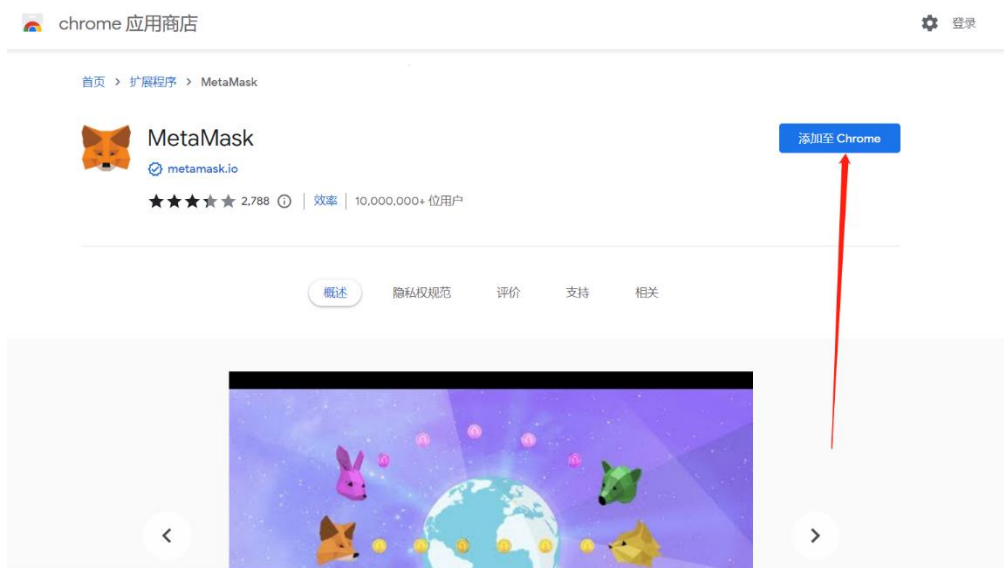 chrome 应用商店
登录
首页 > 扩展程序 > MetaMask
MetaMask
添加至 Chrome
metamask.io
2,788 效率 10,000,000+ 位用户
概述 隐私权规范 评价 支持 相关